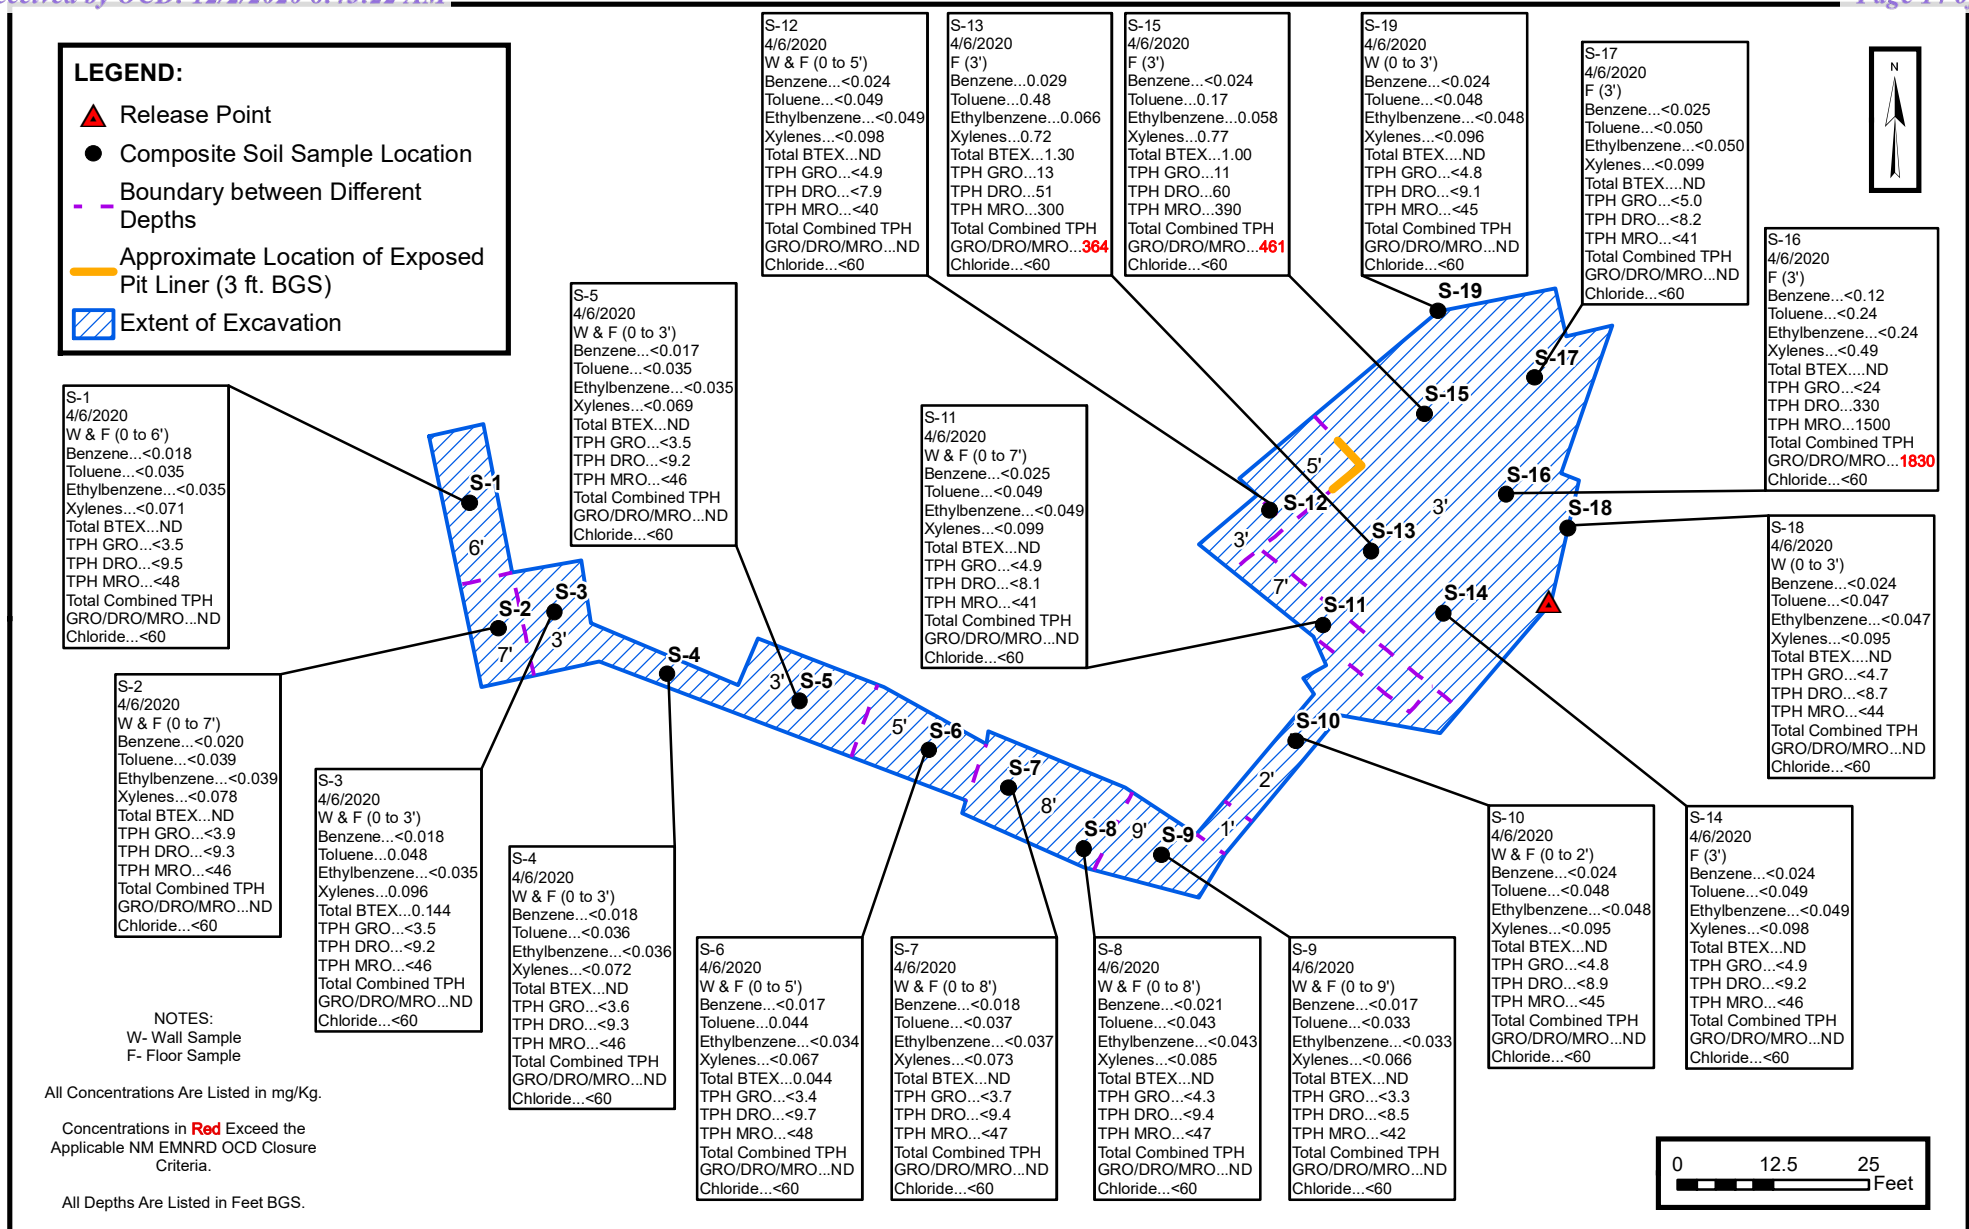 Received by OCD: 12/2/2020 6:43:22 AM
LEGEND:
Release Point
Composite Soil Sample Location
Boundary between Different
Depths
Approximate Location of Exposed
Pit Liner (3 ft. BGS)
Extent of Excavation
S-12
4/6/2020
W & F (0 to 5')
Benzene...<0.024
Toluene...<0.049
Ethylbenzene...<0.049
Xylenes...<0.098
Total BTEX...ND
TPH GRO...<4.9
TPH DRO...<7.9
TPH MRO...<40
Total Combined TPH
GRO/DRO/MRO...ND
Chloride...<60
S-13
4/6/2020
F (3')
Benzene...0.029
Toluene...0.48
Ethylbenzene...0.066
Xylenes...0.72
Total BTEX...1.30
TPH GRO...13
TPH DRO...51
TPH MRO...300
Total Combined TPH
GRO/DRO/MRO...364
Chloride...<60
S-15
4/6/2020
F (3')
Benzene...<0.024
Toluene...0.17
Ethylbenzene...0.058
Xylenes...0.77
Total BTEX...1.00
TPH GRO...11
TPH DRO...60
TPH MRO...390
Total Combined TPH
GRO/DRO/MRO...461
Chloride...<60
S-19
4/6/2020
W (0 to 3')
Benzene...<0.024
Toluene...<0.048
Ethylbenzene...<0.048
Xylenes...<0.096
Total BTEX....ND
TPH GRO...<4.8
TPH DRO...<9.1
TPH MRO...<45
Total Combined TPH
GRO/DRO/MRO...ND
Chloride...<60
S-17
4/6/2020
F (3')
Benzene...<0.025
Toluene...<0.050
Ethylbenzene...<0.050
Xylenes...<0.099
Total BTEX....ND
TPH GRO...<5.0
TPH DRO...<8.2
TPH MRO...<41
Total Combined TPH
GRO/DRO/MRO...ND
Chloride...<60
N
S-16
4/6/2020
F (3')
Benzene...<0.12
Toluene...<0.24
Ethylbenzene...<0.24
Xylenes...<0.49
Total BTEX....ND
TPH GRO...<24
TPH DRO...330
TPH MRO...1500
Total Combined TPH
GRO/DRO/MRO...1830
Chloride...<60
S-5
4/6/2020
W & F (0 to 3')
Benzene...<0.017
Toluene...<0.035
Ethylbenzene...<0.035
Xylenes...<0.069
Total BTEX...ND
TPH GRO...<3.5
TPH DRO...<9.2
TPH MRO...<46
Total Combined TPH
GRO/DRO/MRO...ND
Chloride...<60
S-1
4/6/2020
W & F (0 to 6')
Benzene...<0.018
Toluene...<0.035
Ethylbenzene...<0.035
Xylenes...<0.071
Total BTEX...ND
TPH GRO...<3.5
TPH DRO...<9.5
TPH MRO...<48
Total Combined TPH
GRO/DRO/MRO...ND
Chloride...<60
S-11
4/6/2020
W & F (0 to 7')
Benzene...<0.025
Toluene...<0.049
Ethylbenzene...<0.049
Xylenes...<0.099
Total BTEX...ND
TPH GRO...<4.9
TPH DRO...<8.1
TPH MRO...<41
Total Combined TPH
GRO/DRO/MRO...ND
Chloride...<60
S-18
4/6/2020
W (0 to 3')
Benzene...<0.024
Toluene...<0.047
Ethylbenzene...<0.047
Xylenes...<0.095
Total BTEX....ND
TPH GRO...<4.7
TPH DRO...<8.7
TPH MRO...<44
Total Combined TPH
GRO/DRO/MRO...ND
Chloride...<60
S-19
S-17
S-15
5'
S-16
S-12
3'
S-18
3'
S-13
7'
S-11
S-14
S-1
6'
S-2
S-3
7'
3'
S-4
3'
S-5
5'
S-6
S-7
8'
S-8
9'
S-9
1'
2'
S-10
S-2
4/6/2020
W & F (0 to 7')
Benzene...<0.020
Toluene...<0.039
Ethylbenzene...<0.039
Xylenes...<0.078
Total BTEX...ND
TPH GRO...<3.9
TPH DRO...<9.3
TPH MRO...<46
Total Combined TPH
GRO/DRO/MRO...ND
Chloride...<60
S-3
4/6/2020
W & F (0 to 3')
Benzene...<0.018
Toluene...0.048
Ethylbenzene...<0.035
Xylenes...0.096
Total BTEX...0.144
TPH GRO...<3.5
TPH DRO...<9.2
TPH MRO...<46
Total Combined TPH
GRO/DRO/MRO...ND
Chloride...<60
S-4
4/6/2020
W & F (0 to 3')
Benzene...<0.018
Toluene...<0.036
Ethylbenzene...<0.036
Xylenes...<0.072
Total BTEX...ND
TPH GRO...<3.6
TPH DRO...<9.3
TPH MRO...<46
Total Combined TPH
GRO/DRO/MRO...ND
Chloride...<60
S-6
4/6/2020
W & F (0 to 5')
Benzene...<0.017
Toluene...0.044
Ethylbenzene...<0.034
Xylenes...<0.067
Total BTEX...0.044
TPH GRO...<3.4
TPH DRO...<9.7
TPH MRO...<48
Total Combined TPH
GRO/DRO/MRO...ND
Chloride...<60
S-7
4/6/2020
W & F (0 to 8')
Benzene...<0.018
Toluene...<0.037
Ethylbenzene...<0.037
Xylenes...<0.073
Total BTEX...ND
TPH GRO...<3.7
TPH DRO...<9.4
TPH MRO...<47
Total Combined TPH
GRO/DRO/MRO...ND
Chloride...<60
S-8
4/6/2020
W & F (0 to 8')
Benzene...<0.021
Toluene...<0.043
Ethylbenzene...<0.043
Xylenes...<0.085
Total BTEX...ND
TPH GRO...<4.3
TPH DRO...<9.4
TPH MRO...<47
Total Combined TPH
GRO/DRO/MRO...ND
Chloride...<60
S-9
4/6/2020
W & F (0 to 9')
Benzene...<0.017
Toluene...<0.033
Ethylbenzene...<0.033
Xylenes...<0.066
Total BTEX...ND
TPH GRO...<3.3
TPH DRO...<8.5
TPH MRO...<42
Total Combined TPH
GRO/DRO/MRO...ND
Chloride...<60
S-10
4/6/2020
W & F (0 to 2')
Benzene...<0.024
Toluene...<0.048
Ethylbenzene...<0.048
Xylenes...<0.095
Total BTEX...ND
TPH GRO...<4.8
TPH DRO...<8.9
TPH MRO...<45
Total Combined TPH
GRO/DRO/MRO...ND
Chloride...<60
S-14
4/6/2020
F (3')
Benzene...<0.024
Toluene...<0.049
Ethylbenzene...<0.049
Xylenes...<0.098
Total BTEX...ND
TPH GRO...<4.9
TPH DRO...<9.2
TPH MRO...<46
Total Combined TPH
GRO/DRO/MRO...ND
Chloride...<60
NOTES:
W- Wall Sample
F- Floor Sample
All Concentrations Are Listed in mg/Kg.
Concentrations in Red Exceed the
Applicable NM EMNRD OCD Closure
Criteria.
All Depths Are Listed in Feet BGS.
0 12.5 25
Feet